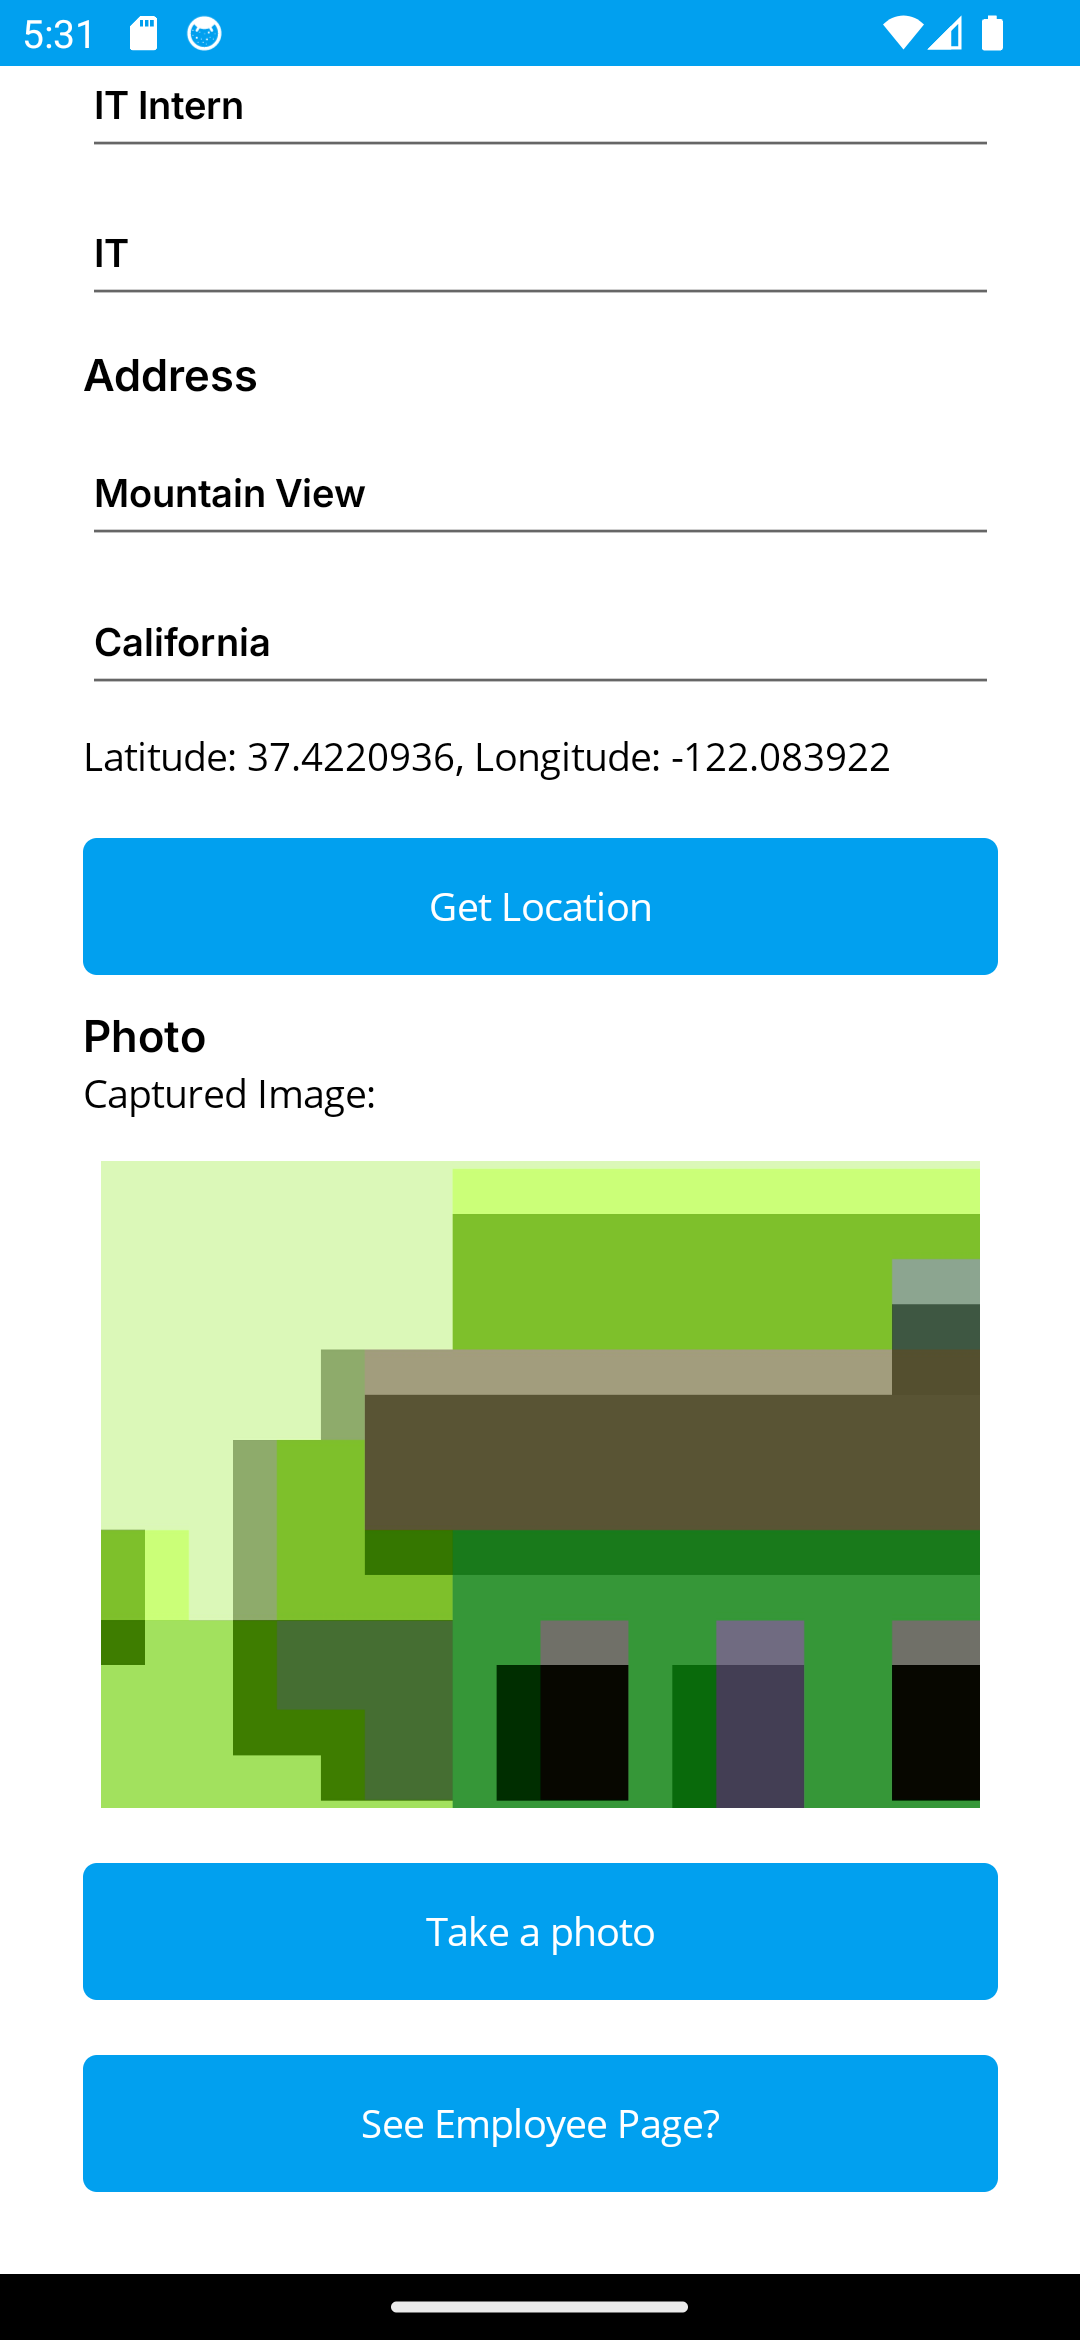 5:31
IT Intern
IT
Address
Mountain View
California
Latitude: 37.4220936, Longitude: -122.083922
Get Location
Photo
Captured Image:
Take a photo
See Employee Page?